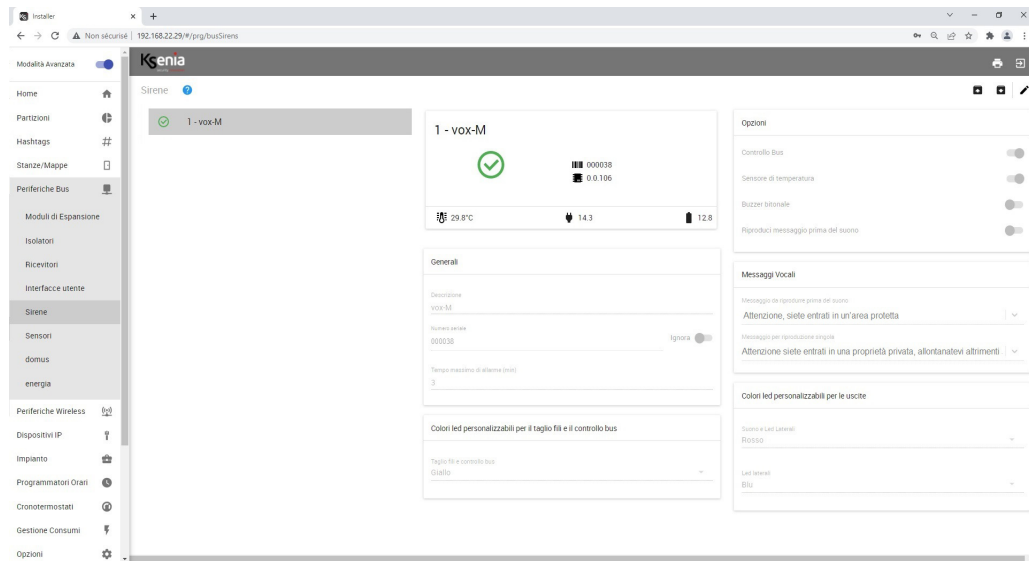 Installer
Non sécurisé | 192.168.22.29/#/prg/busSirens
Modalità Avanzata
Ksenia
Home
Partizioni
Hashtags
Stanze/Mappe
Periferiche Bus
Moduli di Espansione
Isolatori
Ricevitori
Interfacce utente
Sirene
Sensori
domus
energia
Periferiche Wireless
Dispositivi IP
Impianto
Programmatori Orari
Cronotermostati
Gestione Consumi
Opzioni
Sirene
1 - vox-M
1 - vox-M
000038
0.0.106
29.8°C
14.3
12.8
Generali
Descrizione
vox-M
Numero seriale
000038
Ignora
Tempo massimo di allarme (min)
3
Colori led personalizzabili per il taglio fili e il controllo bus
Taglio fili e controllo bus
Giallo
Opzioni
Controllo Bus
Sensore di temperatura
Buzzer bitonale
Riproduci messaggio prima del suono
Messaggi Vocali
Messaggio da riprodurre prima del suono
Attenzione, siete entrati in un'area protetta
Messaggio per riproduzione singola
Attenzione siete entrati in una proprietà privata, allontanatevi altrimenti
Colori led personalizzabili per le uscite
Suono e Led Laterali
Rosso
Led laterali
Blu